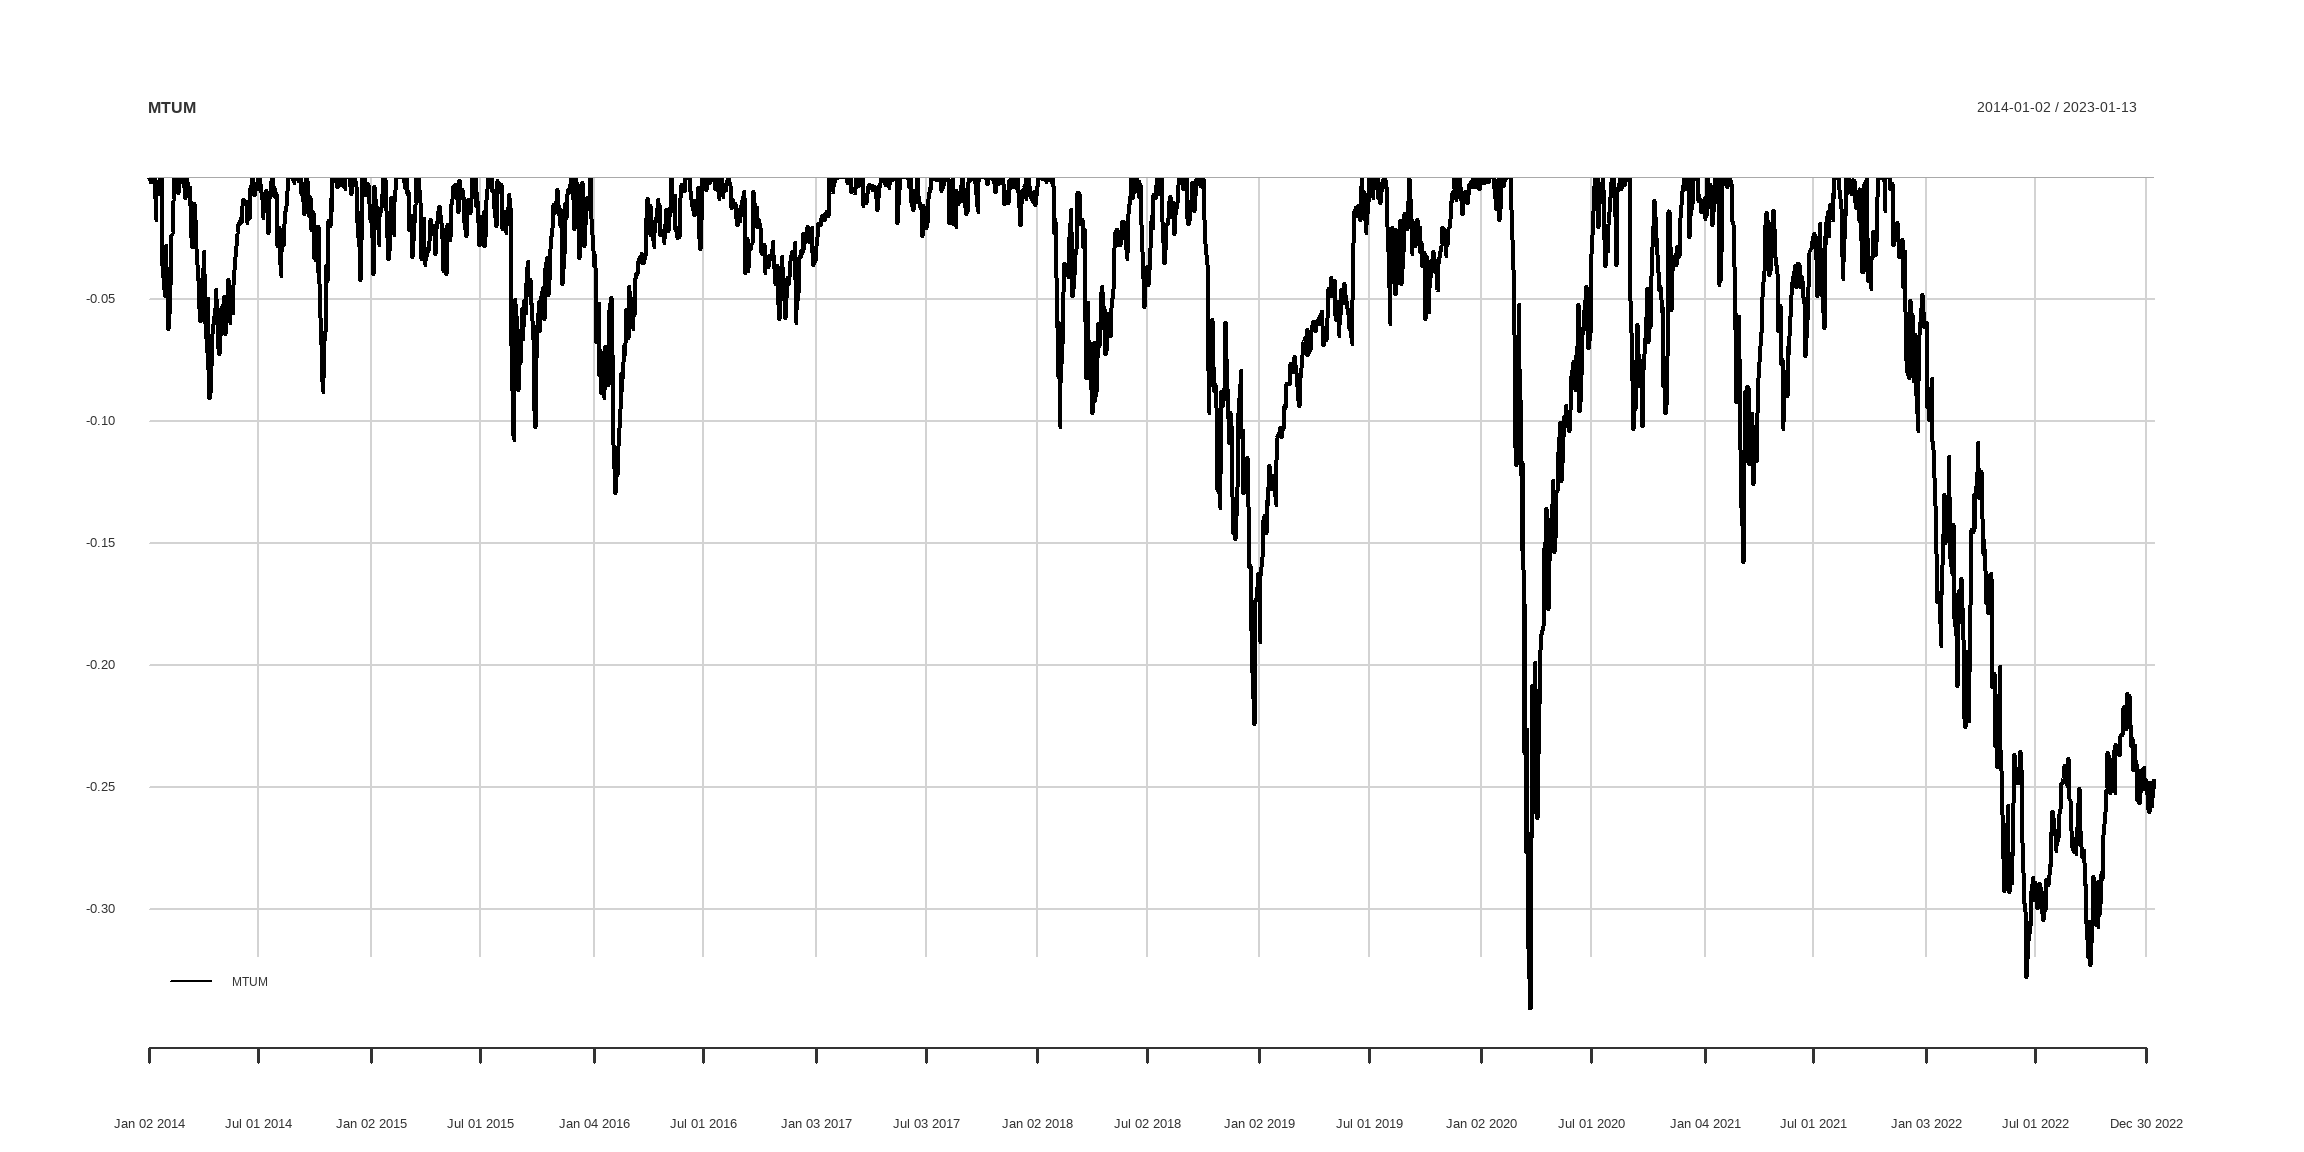 MTUM
2014-01-02 / 2023-01-13
-0.05
-0.10
-0.15
-0.20
-0.25
-0.30
MTUM
Jan 02 2014
Jul 01 2014
Jan 02 2015
Jul 01 2015
Jan 04 2016
Jul 01 2016
Jan 03 2017
Jul 03 2017
Jan 02 2018
Jul 02 2018
Jan 02 2019
Jul 01 2019
Jan 02 2020
Jul 01 2020
Jan 04 2021
Jul 01 2021
Jan 03 2022
Jul 01 2022
Dec 30 2022